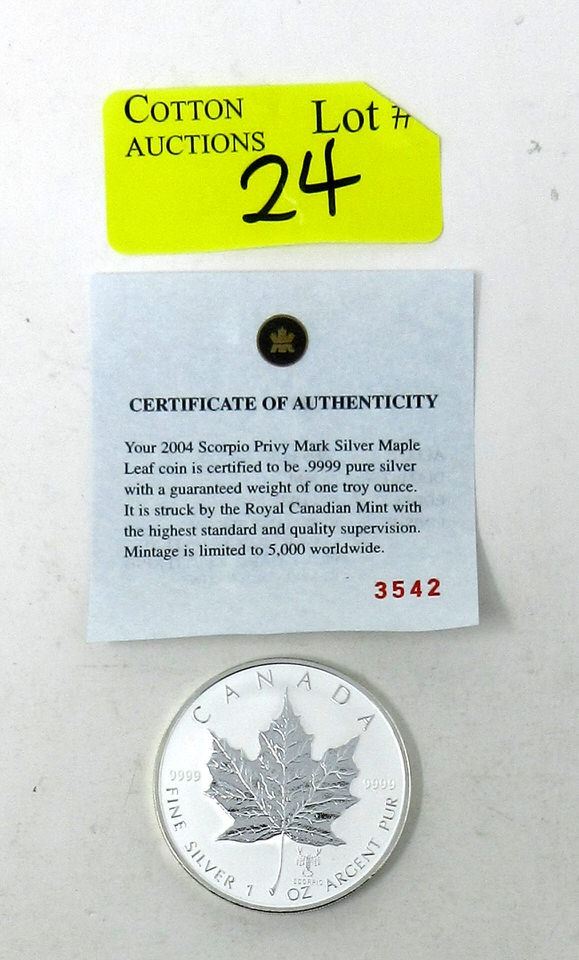 COTTON
AUCTIONS
Lot #
24
CERTIFICATE OF AUTHENTICITY
Your 2004 Scorpio Privy Mark Silver Maple
Leaf coin is certified to be .9999 pure silver
with a guaranteed weight of one troy ounce.
It is struck by the Royal Canadian Mint with
the highest standard and quality supervision.
Mintage is limited to 5,000 worldwide.
3542
CANADA
9999
9999
FINE SILVER 1 OZ ARGENT PUR
SCORPIO